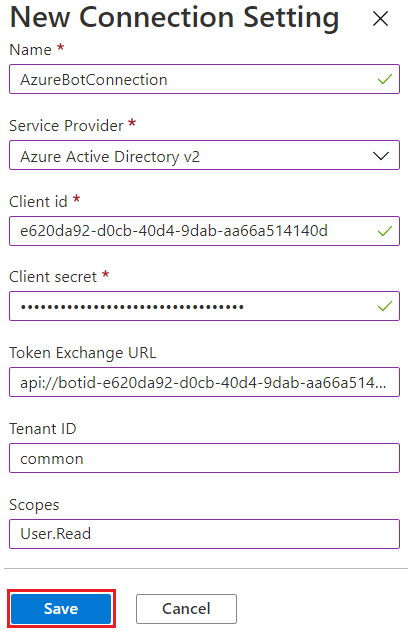 New Connection Setting
Name *
AzureBotConnection
Service Provider *
Azure Active Directory v2
Client id *
e620da92-d0cb-40d4-9dab-aa66a514140d
Client secret *
••••••••••••••••••••••••••••••••••
Token Exchange URL
api://botid-e620da92-d0cb-40d4-9dab-aa66a514...
Tenant ID
common
Scopes
User.Read
Save Cancel